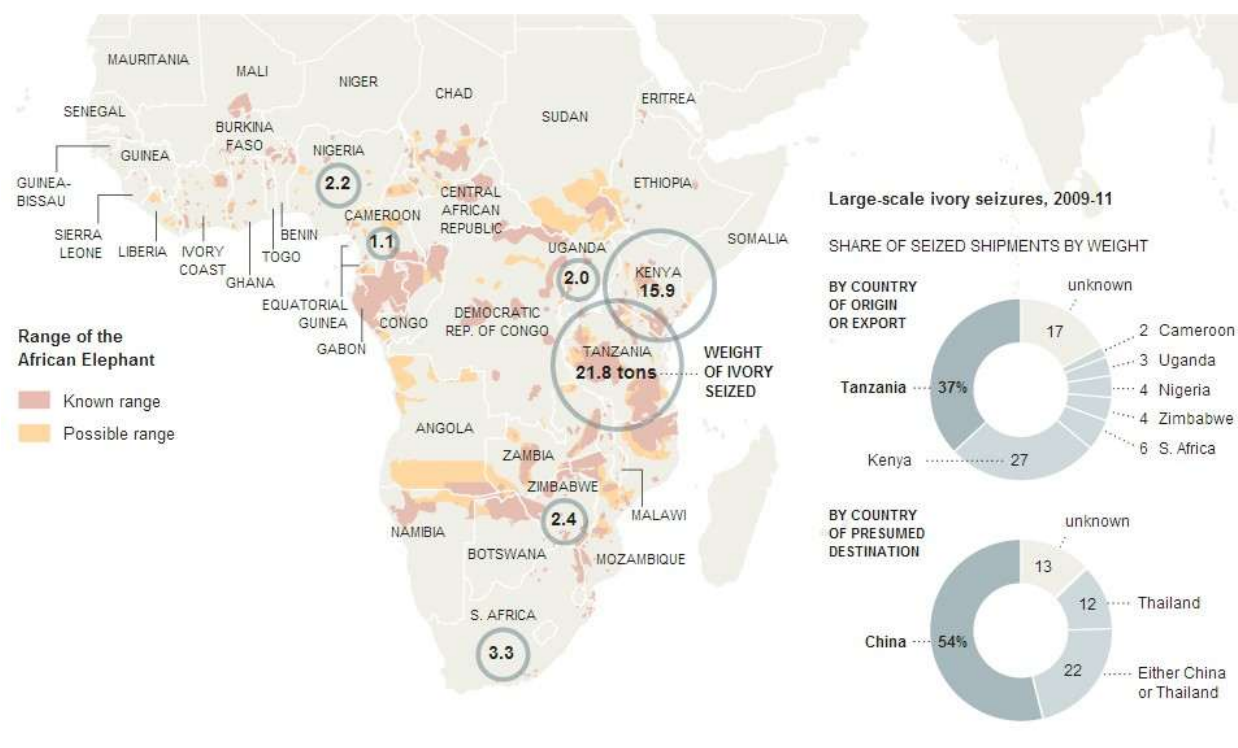 MAURITANIA
MALI
NIGER
CHAD
SUDAN
ERITREA
SENEGAL
BURKINA
FASO
GUINEA
NIGERIA
2.2
GUINEA-
BISSAU
CENTRAL
AFRICAN
REPUBLIC
ETHIOPIA
CAMEROON
1.1
SIERRA
LEONE
LIBERIA
IVORY
COAST
GHANA
TOGO
BENIN
UGANDA
2.0
KENYA
15.9
SOMALIA
EQUATORIAL
GUINEA
GABON
CONGO
DEMOCRATIC
REP. OF CONGO
TANZANIA
21.8 tons
WEIGHT
OF IVORY
SEIZED
Range of the
African Elephant
Known range
Possible range
ANGOLA
ZAMBIA
ZIMBABWE
2.4
MALAWI
NAMIBIA
BOTSWANA
MOZAMBIQUE
S. AFRICA
3.3
Large-scale ivory seizures, 2009-11
SHARE OF SEIZED SHIPMENTS BY WEIGHT
BY COUNTRY
OF ORIGIN
OR EXPORT
unknown
17
2 Cameroon
3 Uganda
4 Nigeria
4 Zimbabwe
6 S. Africa
Tanzania 37%
Kenya 27
BY COUNTRY
OF PRESUMED
DESTINATION
unknown
13
12 Thailand
China 54%
22 Either China
or Thailand